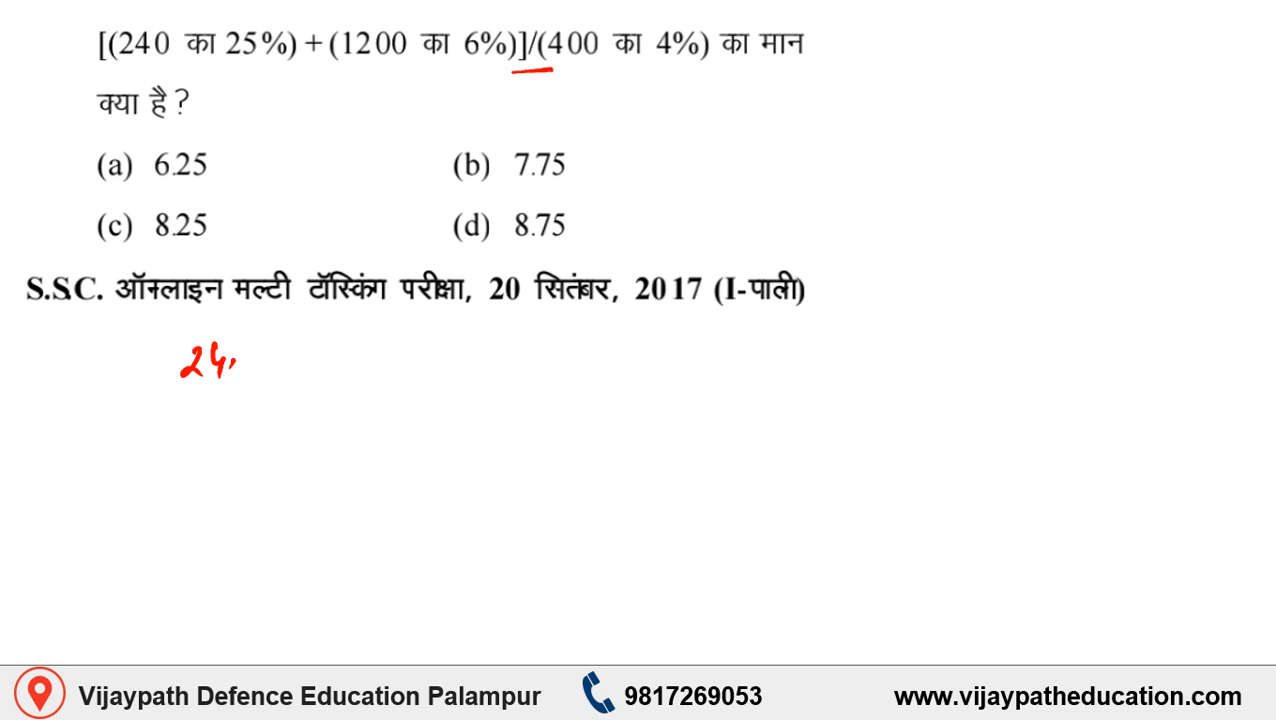 [(240 का 25%) + (1200 का 6%)]/(400 का 4%) का मान
क्या है?
(a) 6.25 (b) 7.75
(c) 8.25 (d) 8.75
S.S.C. ऑनलाइन मल्टी टॉस्किंग परीक्षा, 20 सितंबर, 2017 (I-पाली)
24
Vijaypath Defence Education Palampur 9817269053 www.vijaypatheducation.com